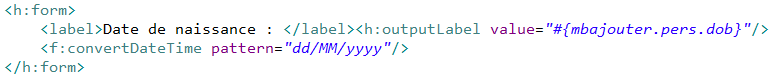 <h:form>
<label>Date de naissance : </label><h:outputLabel value="#{mbajouter.pers.dob}"/>
<f:convertDateTime pattern="dd/MM/yyyy"/>
</h:form>